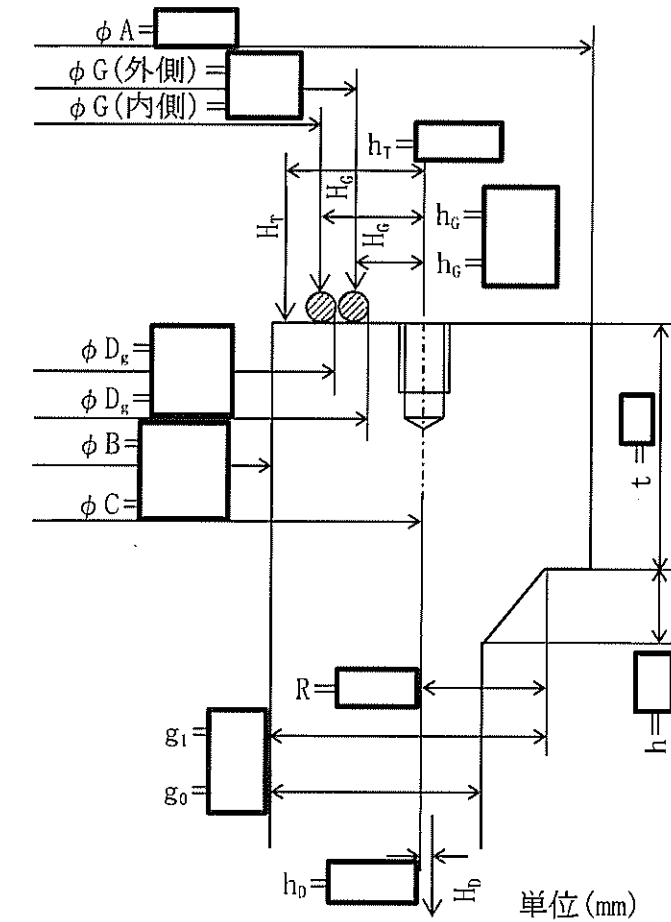 φA=
φG(外側)=
φG(内側)
h_T=
H_T
H_G
H_G
h_G=
h_G=
φD_g=
φD_g=
φB=
φC=
t=
R=
h=
g_1=
g_0=
h_D=
H_D
単位(mm)